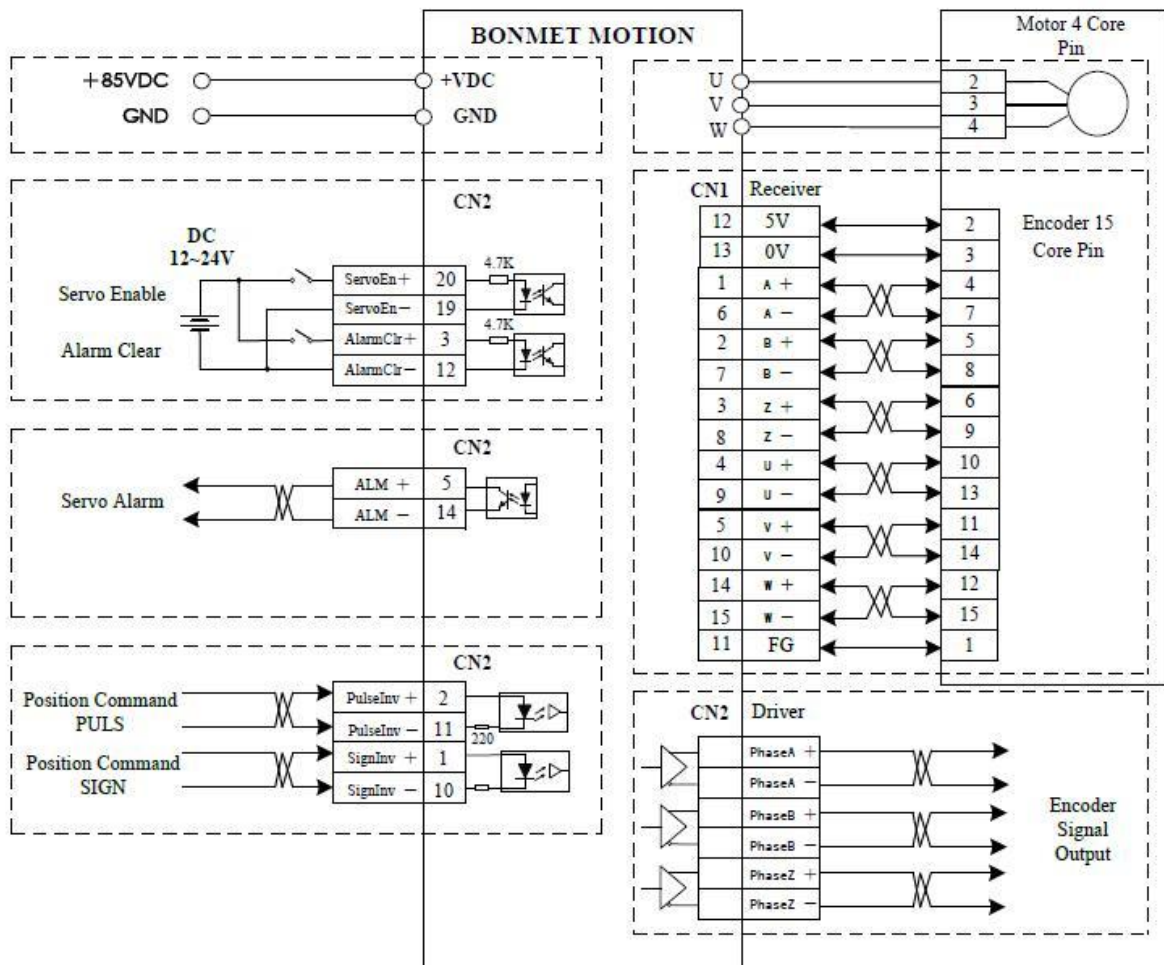 BONMET MOTION
Motor 4 Core
Pin
+85VDC
+VDC
GND
GND
U
2
V
3
W
4
CN2
DC
12~24V
Servo Enable
Alarm Clear
ServoEn+ 20 4.7K
ServoEn− 19
AlarmClr+ 3 4.7K
AlarmClr− 12
CN2
Servo Alarm
ALM + 5
ALM − 14
CN2
Position Command
PULS
Position Command
SIGN
PulseInv + 2
PulseInv − 11 220
SignInv + 1
SignInv − 10
CN1 Receiver
Encoder 15
Core Pin
12 5V 2
13 0V 3
1 A + 4
6 A − 7
2 B + 5
7 B − 8
3 Z + 6
8 Z − 9
4 U + 10
9 U − 13
5 V + 11
10 V − 14
14 W + 12
15 W − 15
11 FG 1
CN2 Driver
PhaseA +
PhaseA −
PhaseB +
PhaseB −
PhaseZ +
PhaseZ −
Encoder
Signal
Output